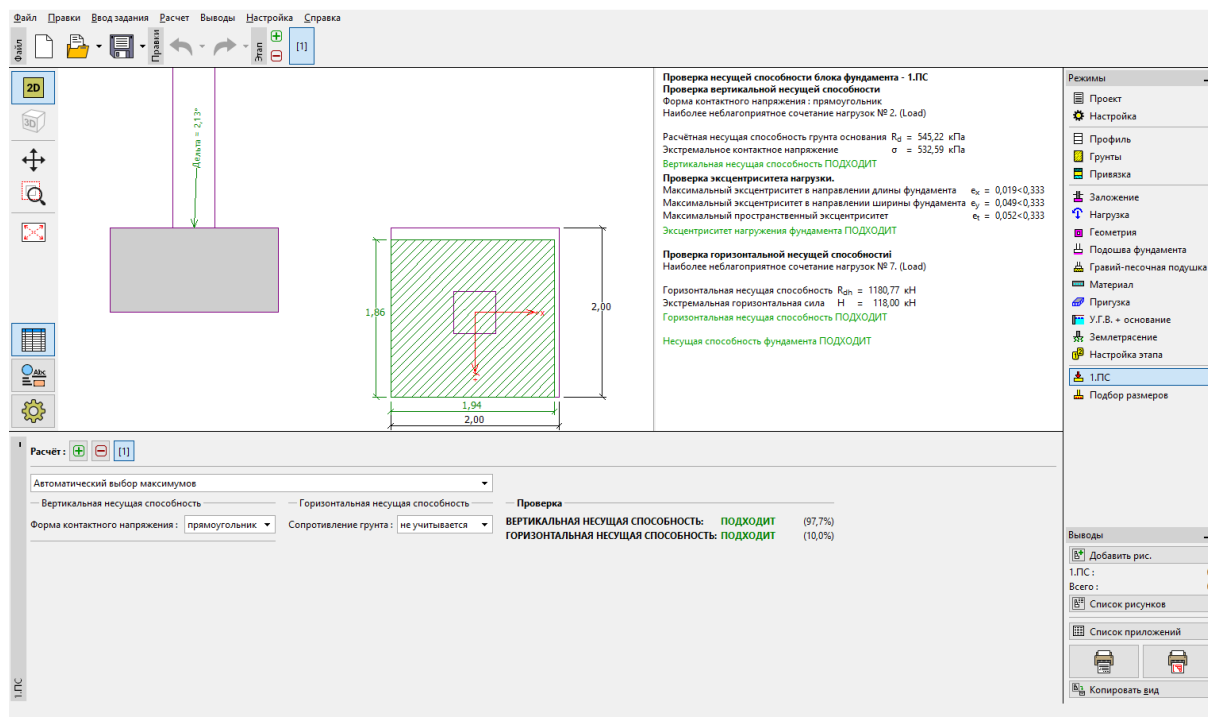 Файл Правки Ввод задания Расчет Выводы Настройка Справка
Файл
Правки
Этап
[1]
2D
3D
Дельта = 2,13°
1,86
2,00
+x
1,94
2,00
Проверка несущей способности блока фундамента - 1.ПС
Проверка вертикальной несущей способности
Форма контактного напряжения : прямоугольник
Наиболее неблагоприятное сочетание нагрузок № 2. (Load)
Расчётная несущая способность грунта основания Rd = 545,22 кПа
Экстремальное контактное напряжение σ = 532,59 кПа
Вертикальная несущая способность ПОДХОДИТ
Проверка эксцентриситета нагрузки.
Максимальный эксцентриситет в направлении длины фундамента ex = 0,019<0,333
Максимальный эксцентриситет в направлении ширины фундамента ey = 0,049<0,333
Максимальный пространственный эксцентриситет et = 0,052<0,333
Эксцентриситет нагружения фундамента ПОДХОДИТ
Проверка горизонтальной несущей способностиi
Наиболее неблагоприятное сочетание нагрузок № 7. (Load)
Горизонтальная несущая способность Rdh = 1180,77 кН
Экстремальная горизонтальная сила H = 118,00 кН
Горизонтальная несущая способность ПОДХОДИТ
Несущая способность фундамента ПОДХОДИТ
Режимы
Проект
Настройка
Профиль
Грунты
Привязка
Заложение
Нагрузка
Геометрия
Подошва фундамента
Гравий-песочная подушка
Материал
Пригузка
У.Г.В. + основание
Землетрясение
Настройка этапа
1.ПС
Подбор размеров
Abc
Расчёт :
[1]
Автоматический выбор максимумов
Вертикальная несущая способность
Горизонтальная несущая способность
Проверка
Форма контактного напряжения : прямоугольник
Сопротивление грунта : не учитывается
ВЕРТИКАЛЬНАЯ НЕСУЩАЯ СПОСОБНОСТЬ: ПОДХОДИТ (97,7%)
ГОРИЗОНТАЛЬНАЯ НЕСУЩАЯ СПОСОБНОСТЬ: ПОДХОДИТ (10,0%)
1.ПС
Выводы
Добавить рис.
1.ПС :
Всего :
Список рисунков
Список приложений
Копировать вид